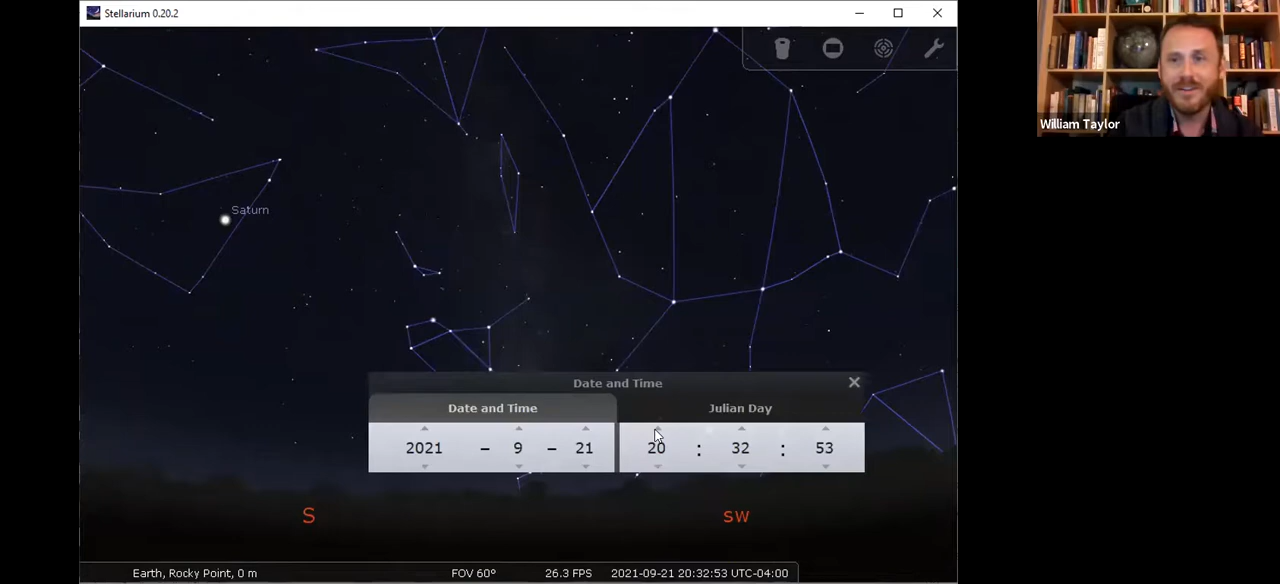 Stellarium 0.20.2
William Taylor
Saturn
Date and Time
Date and Time
Julian Day
2021 – 9 – 21
20 : 32 : 53
S
SW
Earth, Rocky Point, 0 m
FOV 60°
26.3 FPS
2021-09-21 20:32:53 UTC-04:00